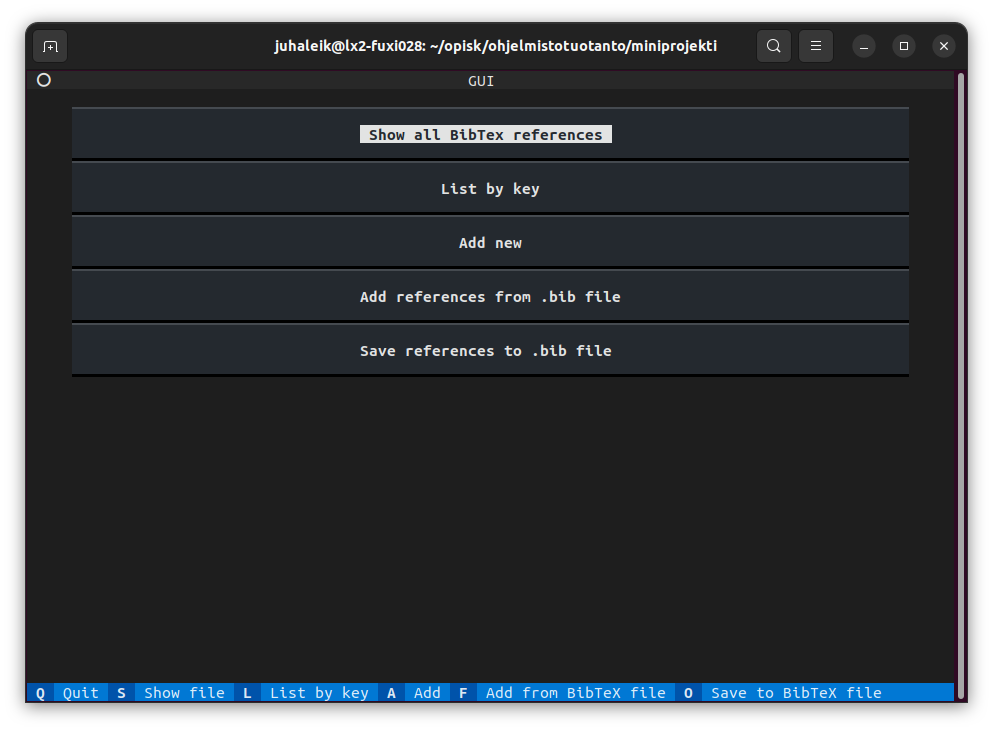 juhaleik@lx2-fuxi028: ~/opisk/ohjelmistotuotanto/miniprojekti
GUI
Show all BibTex references
List by key
Add new
Add references from .bib file
Save references to .bib file
Q Quit S Show file L List by key A Add F Add from BibTeX file O Save to BibTeX file